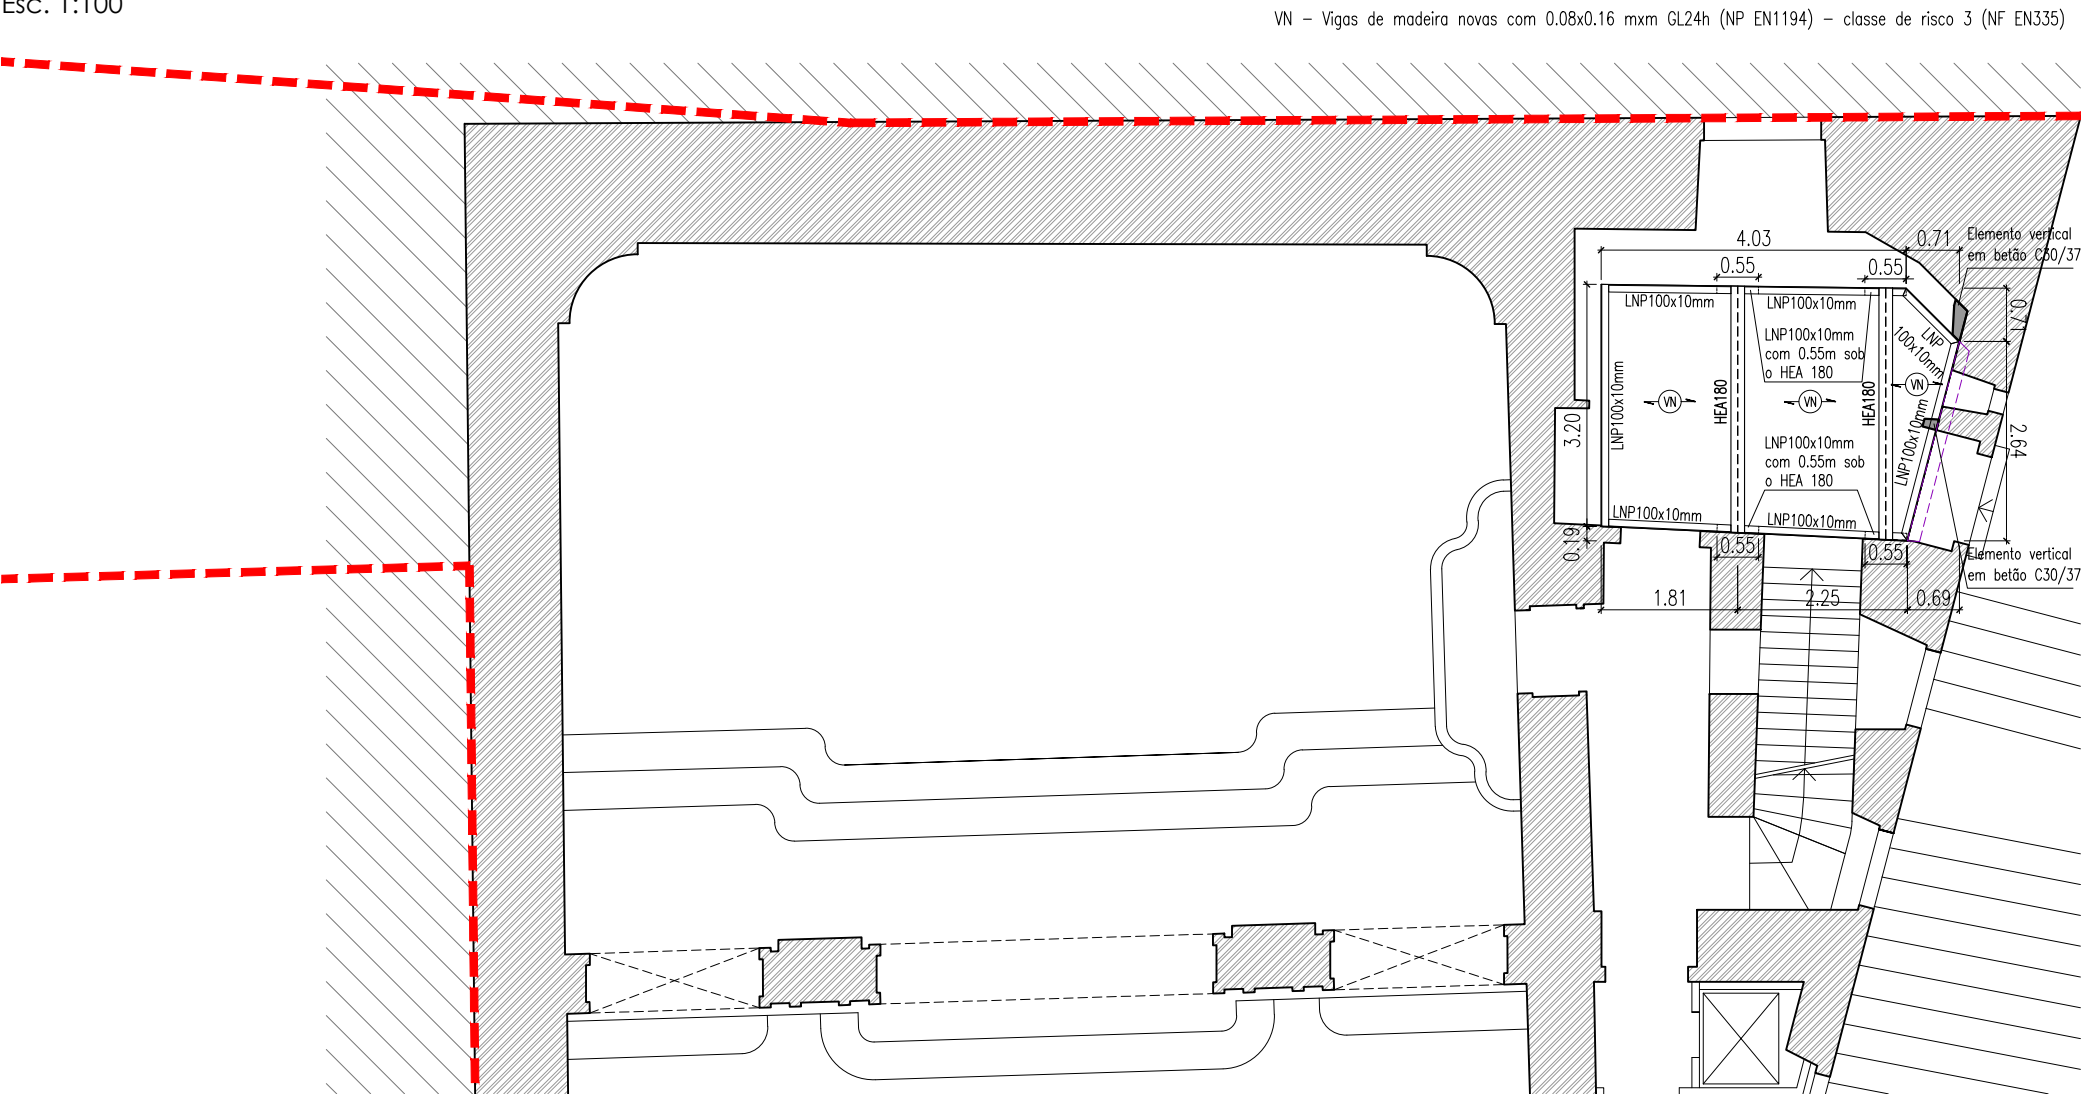 Esc. 1:100
VN - Vigas de madeira novas com 0.08x0.16 mxm GL24h (NP EN1194) - classe de risco 3 (NF EN335)
4.03
0.71
Elemento vertical
em betão C30/37
0.55
0.55
LNP100x10mm
LNP100x10mm
0.71
LNP
100x10mm
LNP100x10mm
com 0.55m sob
o HEA 180
LNP100x10mm
HEA180
HEA180
VN
VN
VN
3.20
LNP100x10mm
2.64
LNP100x10mm
com 0.55m sob
o HEA 180
LNP100x10mm
LNP100x10mm
0.19
0.55
0.55
Elemento vertical
em betão C30/37
1.81
2.25
0.69